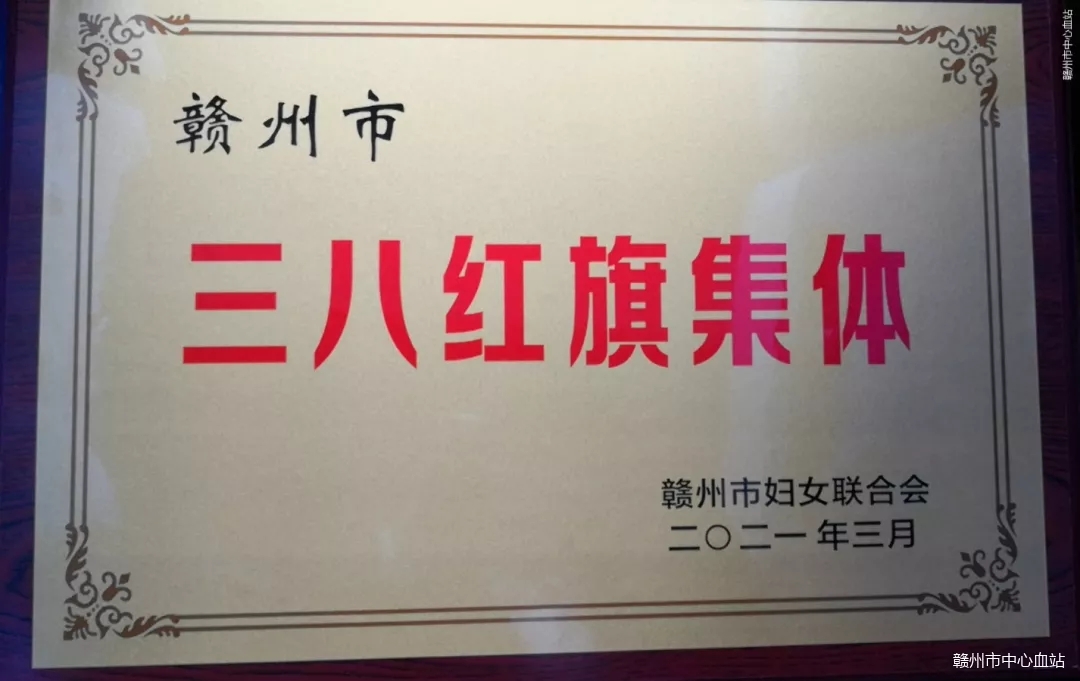 赣州市
三八红旗集体
赣州市妇女联合会
二〇二一年三月
赣州市中心血站
赣州市中心血站